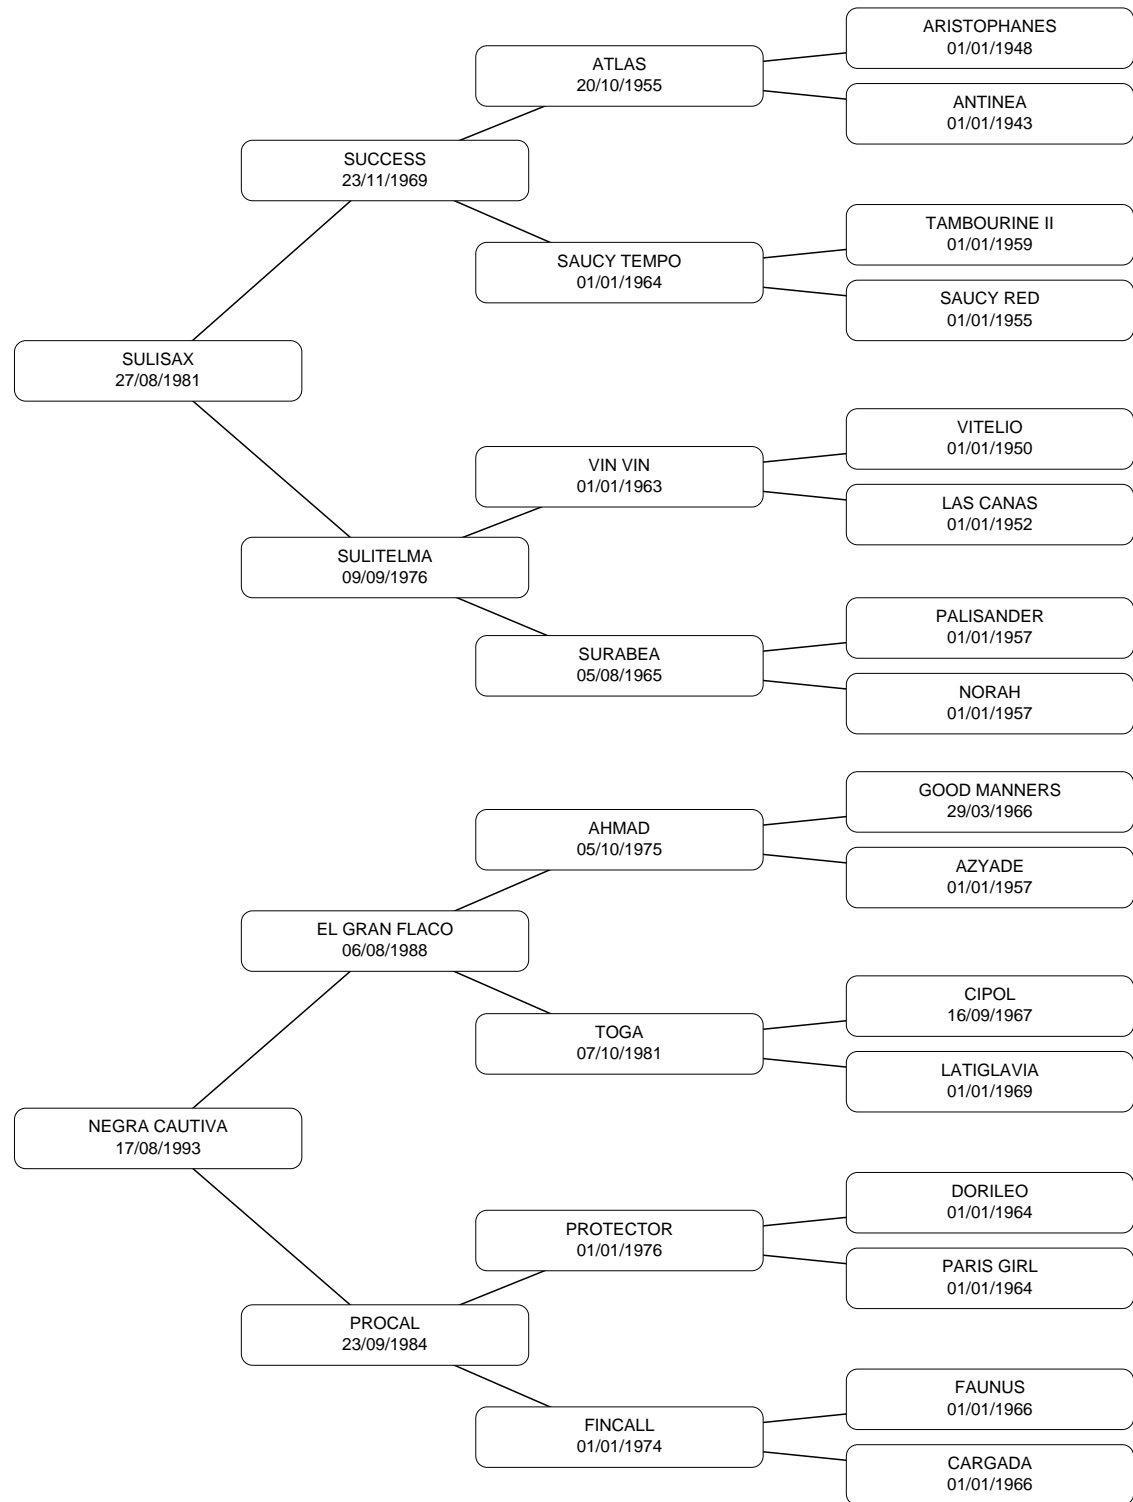 ARISTOPHANES
01/01/1948
ATLAS
20/10/1955
ANTINEA
01/01/1943
SUCCESS
23/11/1969
TAMBOURINE II
01/01/1959
SAUCY TEMPO
01/01/1964
SAUCY RED
01/01/1955
SULISAX
27/08/1981
VITELIO
01/01/1950
VIN VIN
01/01/1963
LAS CANAS
01/01/1952
SULITELMA
09/09/1976
PALISANDER
01/01/1957
SURABEA
05/08/1965
NORAH
01/01/1957
GOOD MANNERS
29/03/1966
AHMAD
05/10/1975
AZYADE
01/01/1957
EL GRAN FLACO
06/08/1988
CIPOL
16/09/1967
TOGA
07/10/1981
LATIGLAVIA
01/01/1969
NEGRA CAUTIVA
17/08/1993
DORILEO
01/01/1964
PROTECTOR
01/01/1976
PARIS GIRL
01/01/1964
PROCAL
23/09/1984
FAUNUS
01/01/1966
FINCALL
01/01/1974
CARGADA
01/01/1966